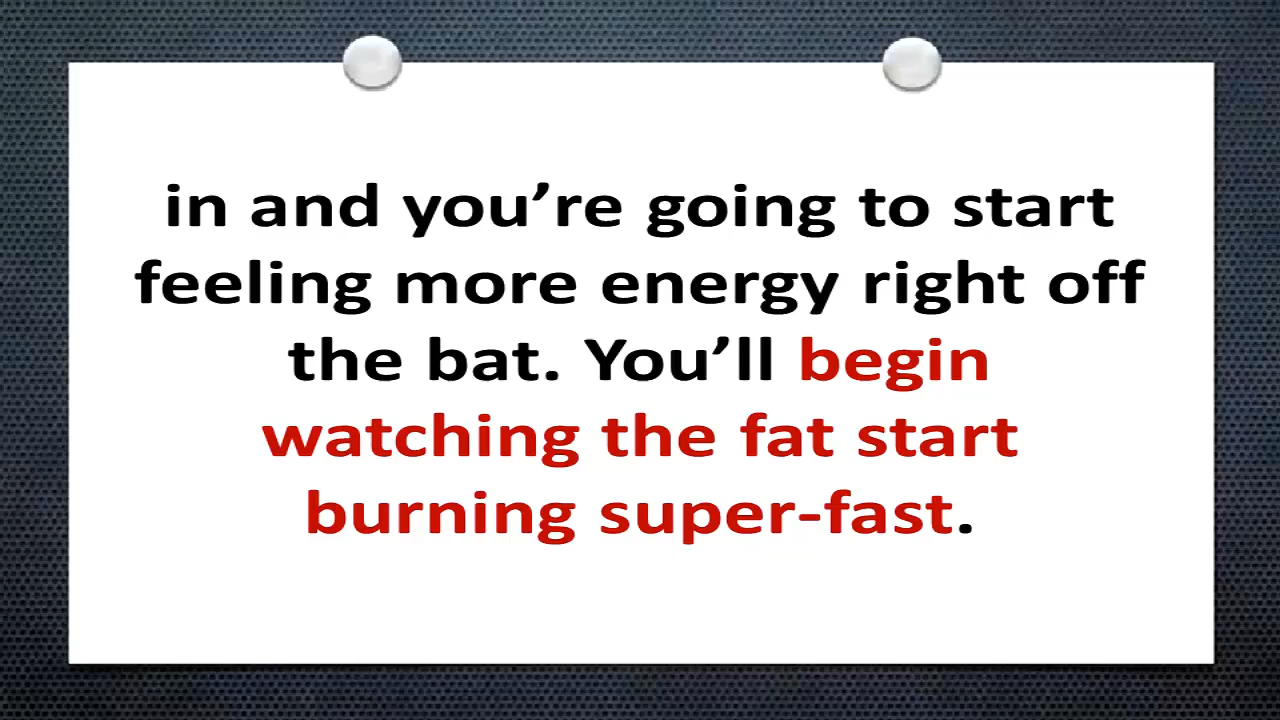 in and you’re going to start
feeling more energy right off
the bat. You’ll begin
watching the fat start
burning super-fast.